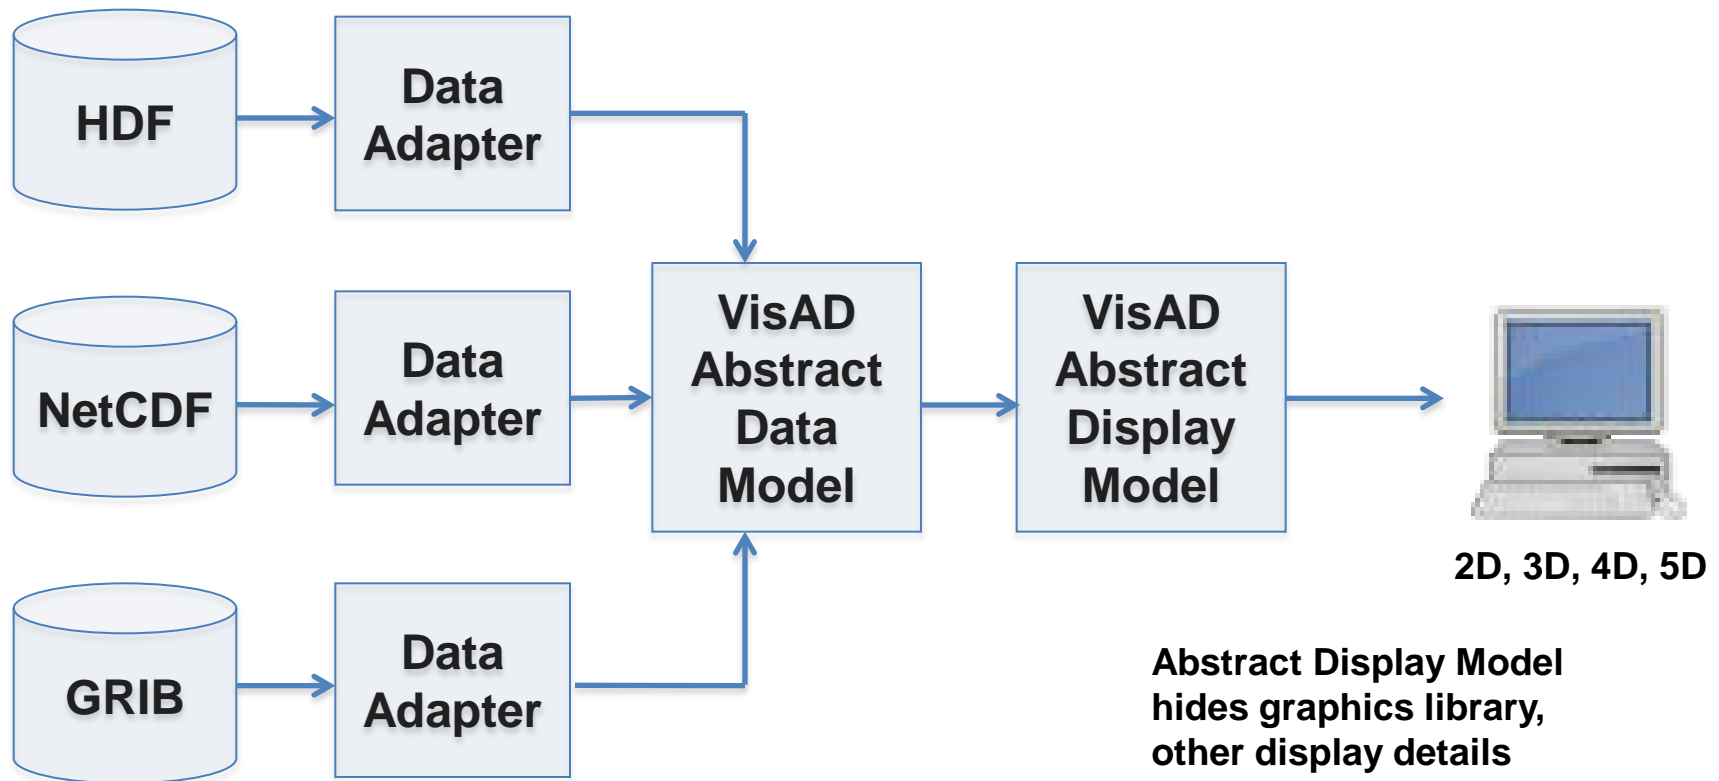 HDF
Data
Adapter
NetCDF
Data
Adapter
VisAD
Abstract
Data
Model
VisAD
Abstract
Display
Model
2D, 3D, 4D, 5D
GRIB
Data
Adapter
Abstract Display Model
hides graphics library,
other display details